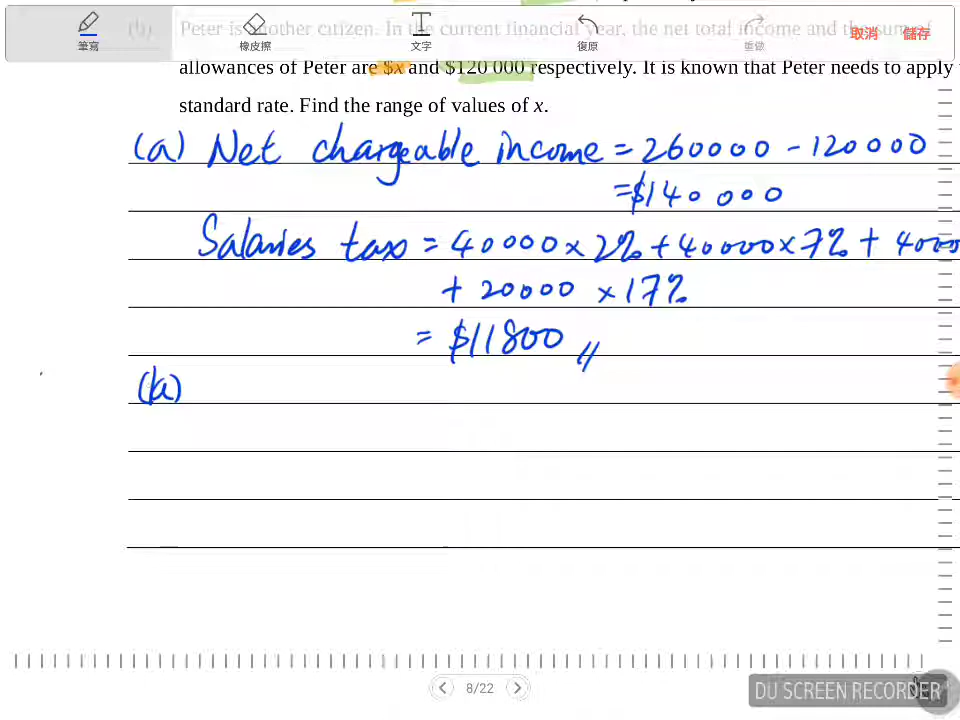 筆寫 橡皮擦 文字 復原 重做 取消 儲存
(b) Peter is another citizen. In the current financial year, the net total income and the sum of
allowances of Peter are $x and $120 000 respectively. It is known that Peter needs to apply
standard rate. Find the range of values of x.
(a) Net chargeable income = 260000 - 120000
= $140000
Salaries tax = 40000 × 2% + 40000 × 7% + 40000
+ 20000 × 17%
= $11800 //
(b)
8/22
DU SCREEN RECORDER